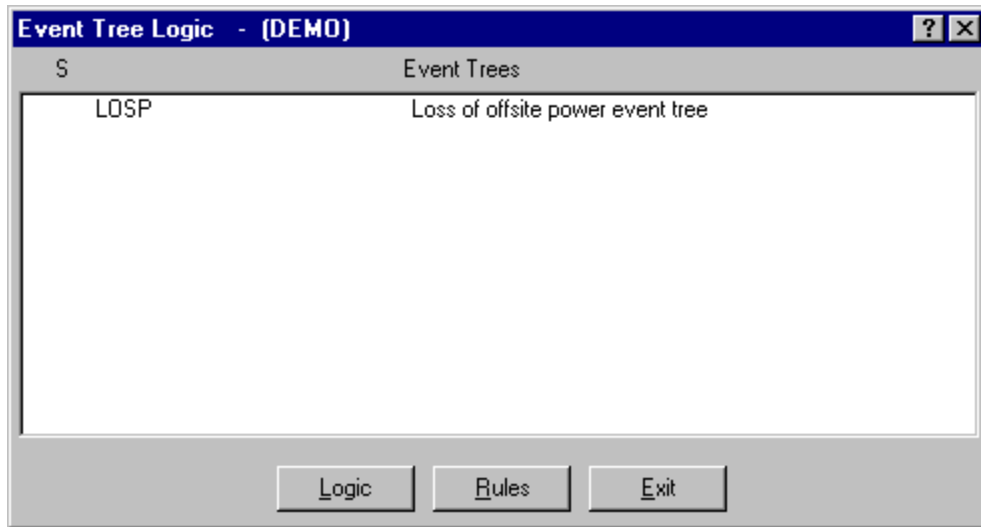 Event Tree Logic - (DEMO) ? X
S Event Trees
LOSP Loss of offsite power event tree
Logic Rules Exit